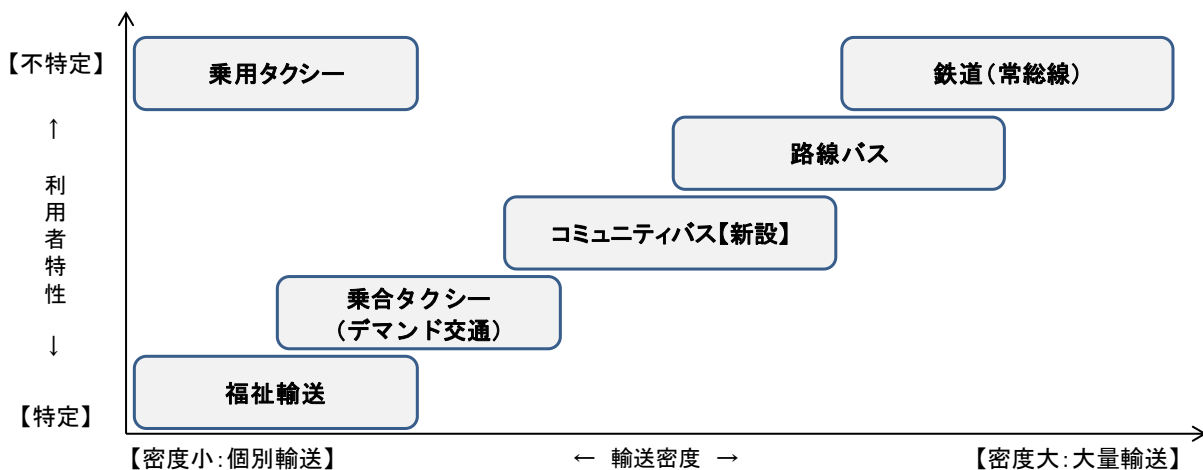 【不特定】
乗用タクシー
鉄道(常総線)
路線バス
↑
利用者特性
↓
コミュニティバス【新設】
乗合タクシー
(デマンド交通)
福祉輸送
【特定】
【密度小:個別輸送】
← 輸送密度 →
【密度大:大量輸送】